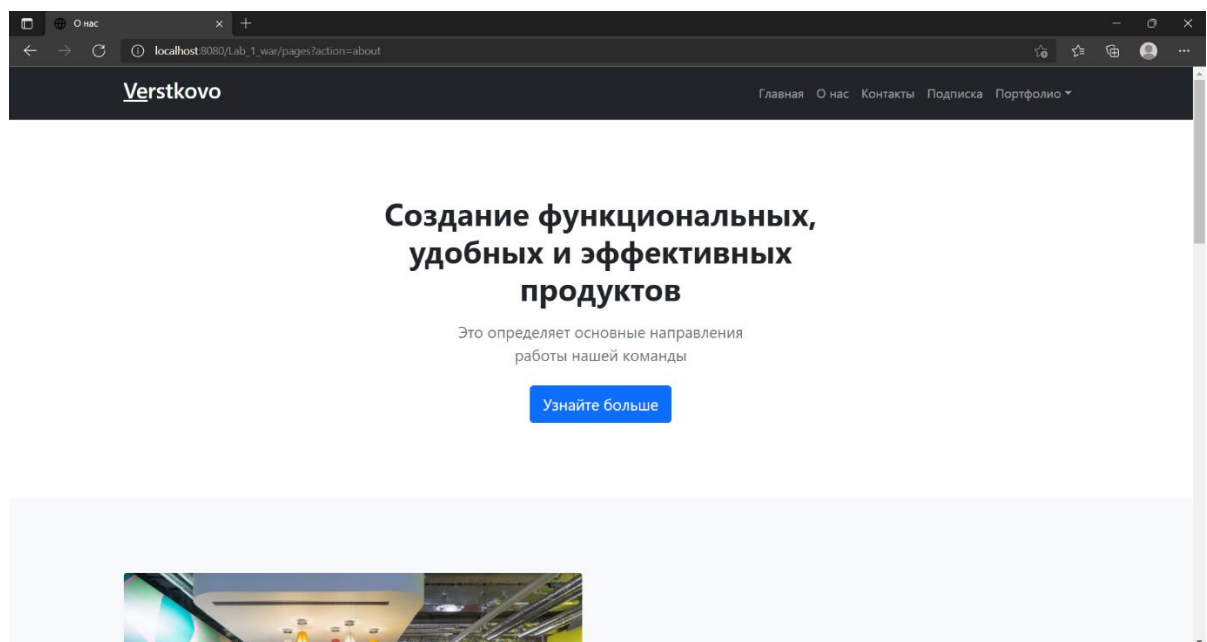 О нас
localhost:8080/Lab_1_war/pages?action=about
Verstkovo
Главная О нас Контакты Подписка Портфолио
Создание функциональных,
удобных и эффективных
продуктов
Это определяет основные направления
работы нашей команды
Узнайте больше